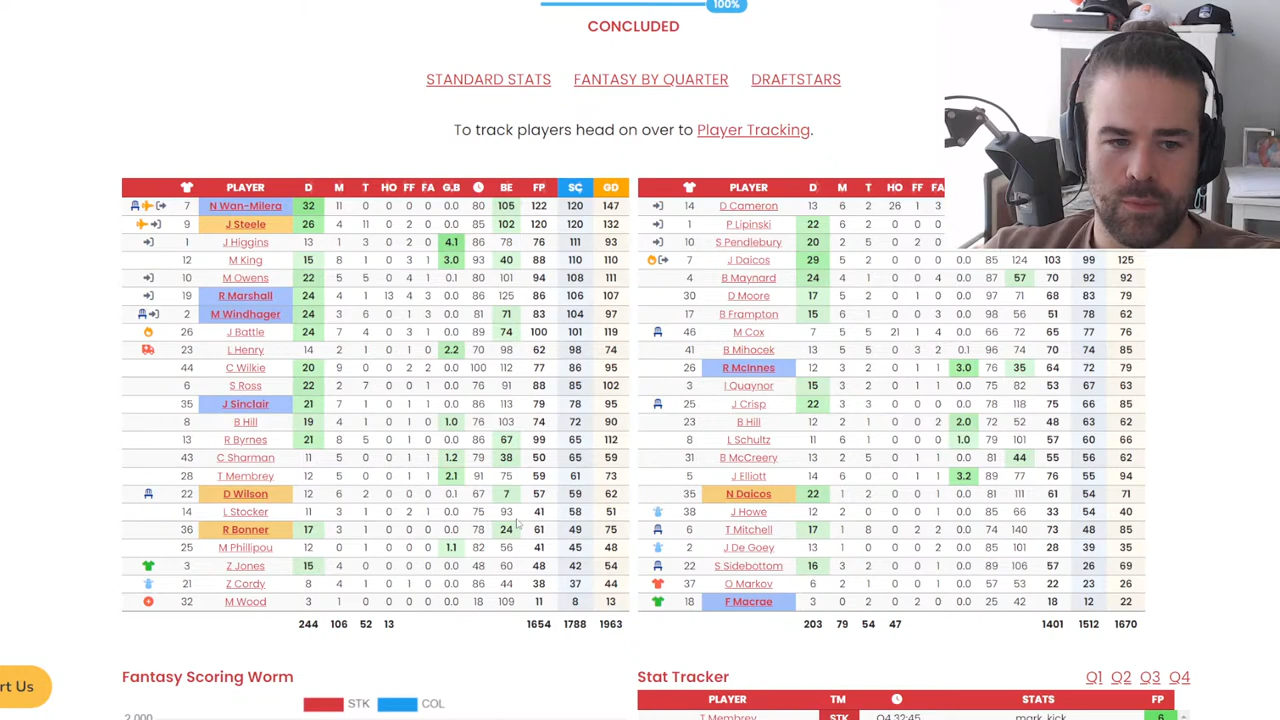 100%
CONCLUDED
STANDARD STATS FANTASY BY QUARTER DRAFTSTARS
To track players head on over to Player Tracking.
PLAYER D M T HO FF FA G.B BE FP SC GD
7 N Wan-Milera 32 11 0 0 0 0 0.0 80 105 122 120 147
9 J Steele 26 4 11 0 2 0 0.0 85 102 120 120 132
1 J Higgins 13 1 3 0 0 0 4.1 86 78 76 111 93
12 M King 15 8 1 0 0 1 3.0 93 40 88 110 110
10 M Owens 22 5 5 0 4 0 0.1 80 101 94 108 111
19 R Marshall 24 4 1 13 4 3 0.0 86 125 86 106 107
2 M Windhager 24 3 6 0 1 3 0.0 81 71 83 104 97
26 J Battle 24 7 4 0 3 1 0.0 89 74 100 101 119
23 L Henry 14 2 1 0 0 1 2.2 70 98 62 98 74
44 C Wilkie 20 9 0 0 2 2 0.0 100 112 77 86 95
6 S Ross 22 2 7 0 0 1 0.0 76 91 88 85 102
35 J Sinclair 21 7 1 0 1 1 0.0 86 113 79 78 95
8 B Hill 19 4 1 0 0 1 1.0 76 103 74 72 90
13 R Byrnes 21 8 5 0 1 0 0.0 86 67 99 65 112
43 C Sharman 11 5 0 0 1 1 1.2 79 38 50 65 59
28 T Membrey 12 5 0 0 1 0 2.1 91 75 59 61 73
22 D Wilson 12 6 2 0 0 0 0.1 67 7 57 59 62
14 L Stocker 11 3 1 0 2 1 0.0 75 93 41 58 51
36 R Bonner 17 3 1 0 0 0 0.0 78 24 61 49 75
25 M Phillipou 12 0 1 0 0 0 1.1 82 56 41 45 48
3 Z Jones 15 4 0 0 0 0 0.0 48 60 48 42 54
21 Z Cordy 8 4 1 0 0 1 0.0 86 44 38 37 44
32 M Wood 3 1 0 0 0 0 0.0 18 109 11 8 13
244 106 52 13 1654 1788 1963
PLAYER D M T HO FF FA
14 D Cameron 13 6 2 26 1 3
1 P Lipinski 22 6 2 0 0 0
10 S Pendlebury 20 2 5 0 2 0
7 J Daicos 29 4 2 0 0 0 0.0 85 124 103 99 125
4 B Maynard 24 4 1 0 0 4 0.0 87 57 70 92 92
30 D Moore 17 5 2 0 0 1 0.0 97 71 68 83 79
17 B Frampton 15 6 1 0 0 1 0.0 98 56 51 78 62
46 M Cox 7 5 5 21 1 4 0.0 66 72 65 77 76
41 B Mihocek 13 5 5 0 3 2 0.1 96 74 70 74 85
26 R McInnes 12 3 2 0 1 1 3.0 76 35 64 72 79
3 I Quaynor 15 3 2 0 1 1 0.0 75 82 53 67 63
25 J Crisp 22 3 3 0 0 0 0.0 78 118 75 66 85
23 B Hill 12 2 1 0 0 1 2.0 72 52 48 63 62
8 L Schultz 11 6 1 0 0 0 1.0 79 101 57 60 66
31 B McCreery 13 2 5 0 1 1 0.0 81 44 55 56 62
5 J Elliott 14 6 0 0 1 0 3.2 89 61 76 55 94
35 N Daicos 22 1 2 0 0 0 0.0 81 111 61 54 71
38 J Howe 12 2 0 0 2 0 0.0 66 66 33 54 40
6 T Mitchell 17 1 8 0 0 1 0.0 74 140 73 48 85
2 J De Goey 13 1 0 0 0 2 0.0 85 101 28 39 35
22 S Sidebottom 16 3 2 0 0 1 0.0 89 106 57 26 69
37 O Markov 6 2 1 0 0 1 0.0 57 53 22 23 26
18 F Macrae 3 0 2 0 2 0 0.0 25 42 18 12 22
203 79 54 47 1401 1512 1670
rt Us
Fantasy Scoring Worm
STK COL
2,000
Stat Tracker Q1 Q2 Q3 Q4
PLAYER TM STATS FP
T Membrey STK Q4 32:45 mark, kick 6